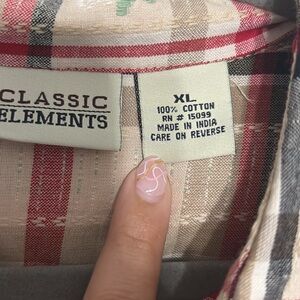 CLASSIC
ELEMENTS
XL
100% COTTON
RN # 15099
MADE IN INDIA
CARE ON REVERSE